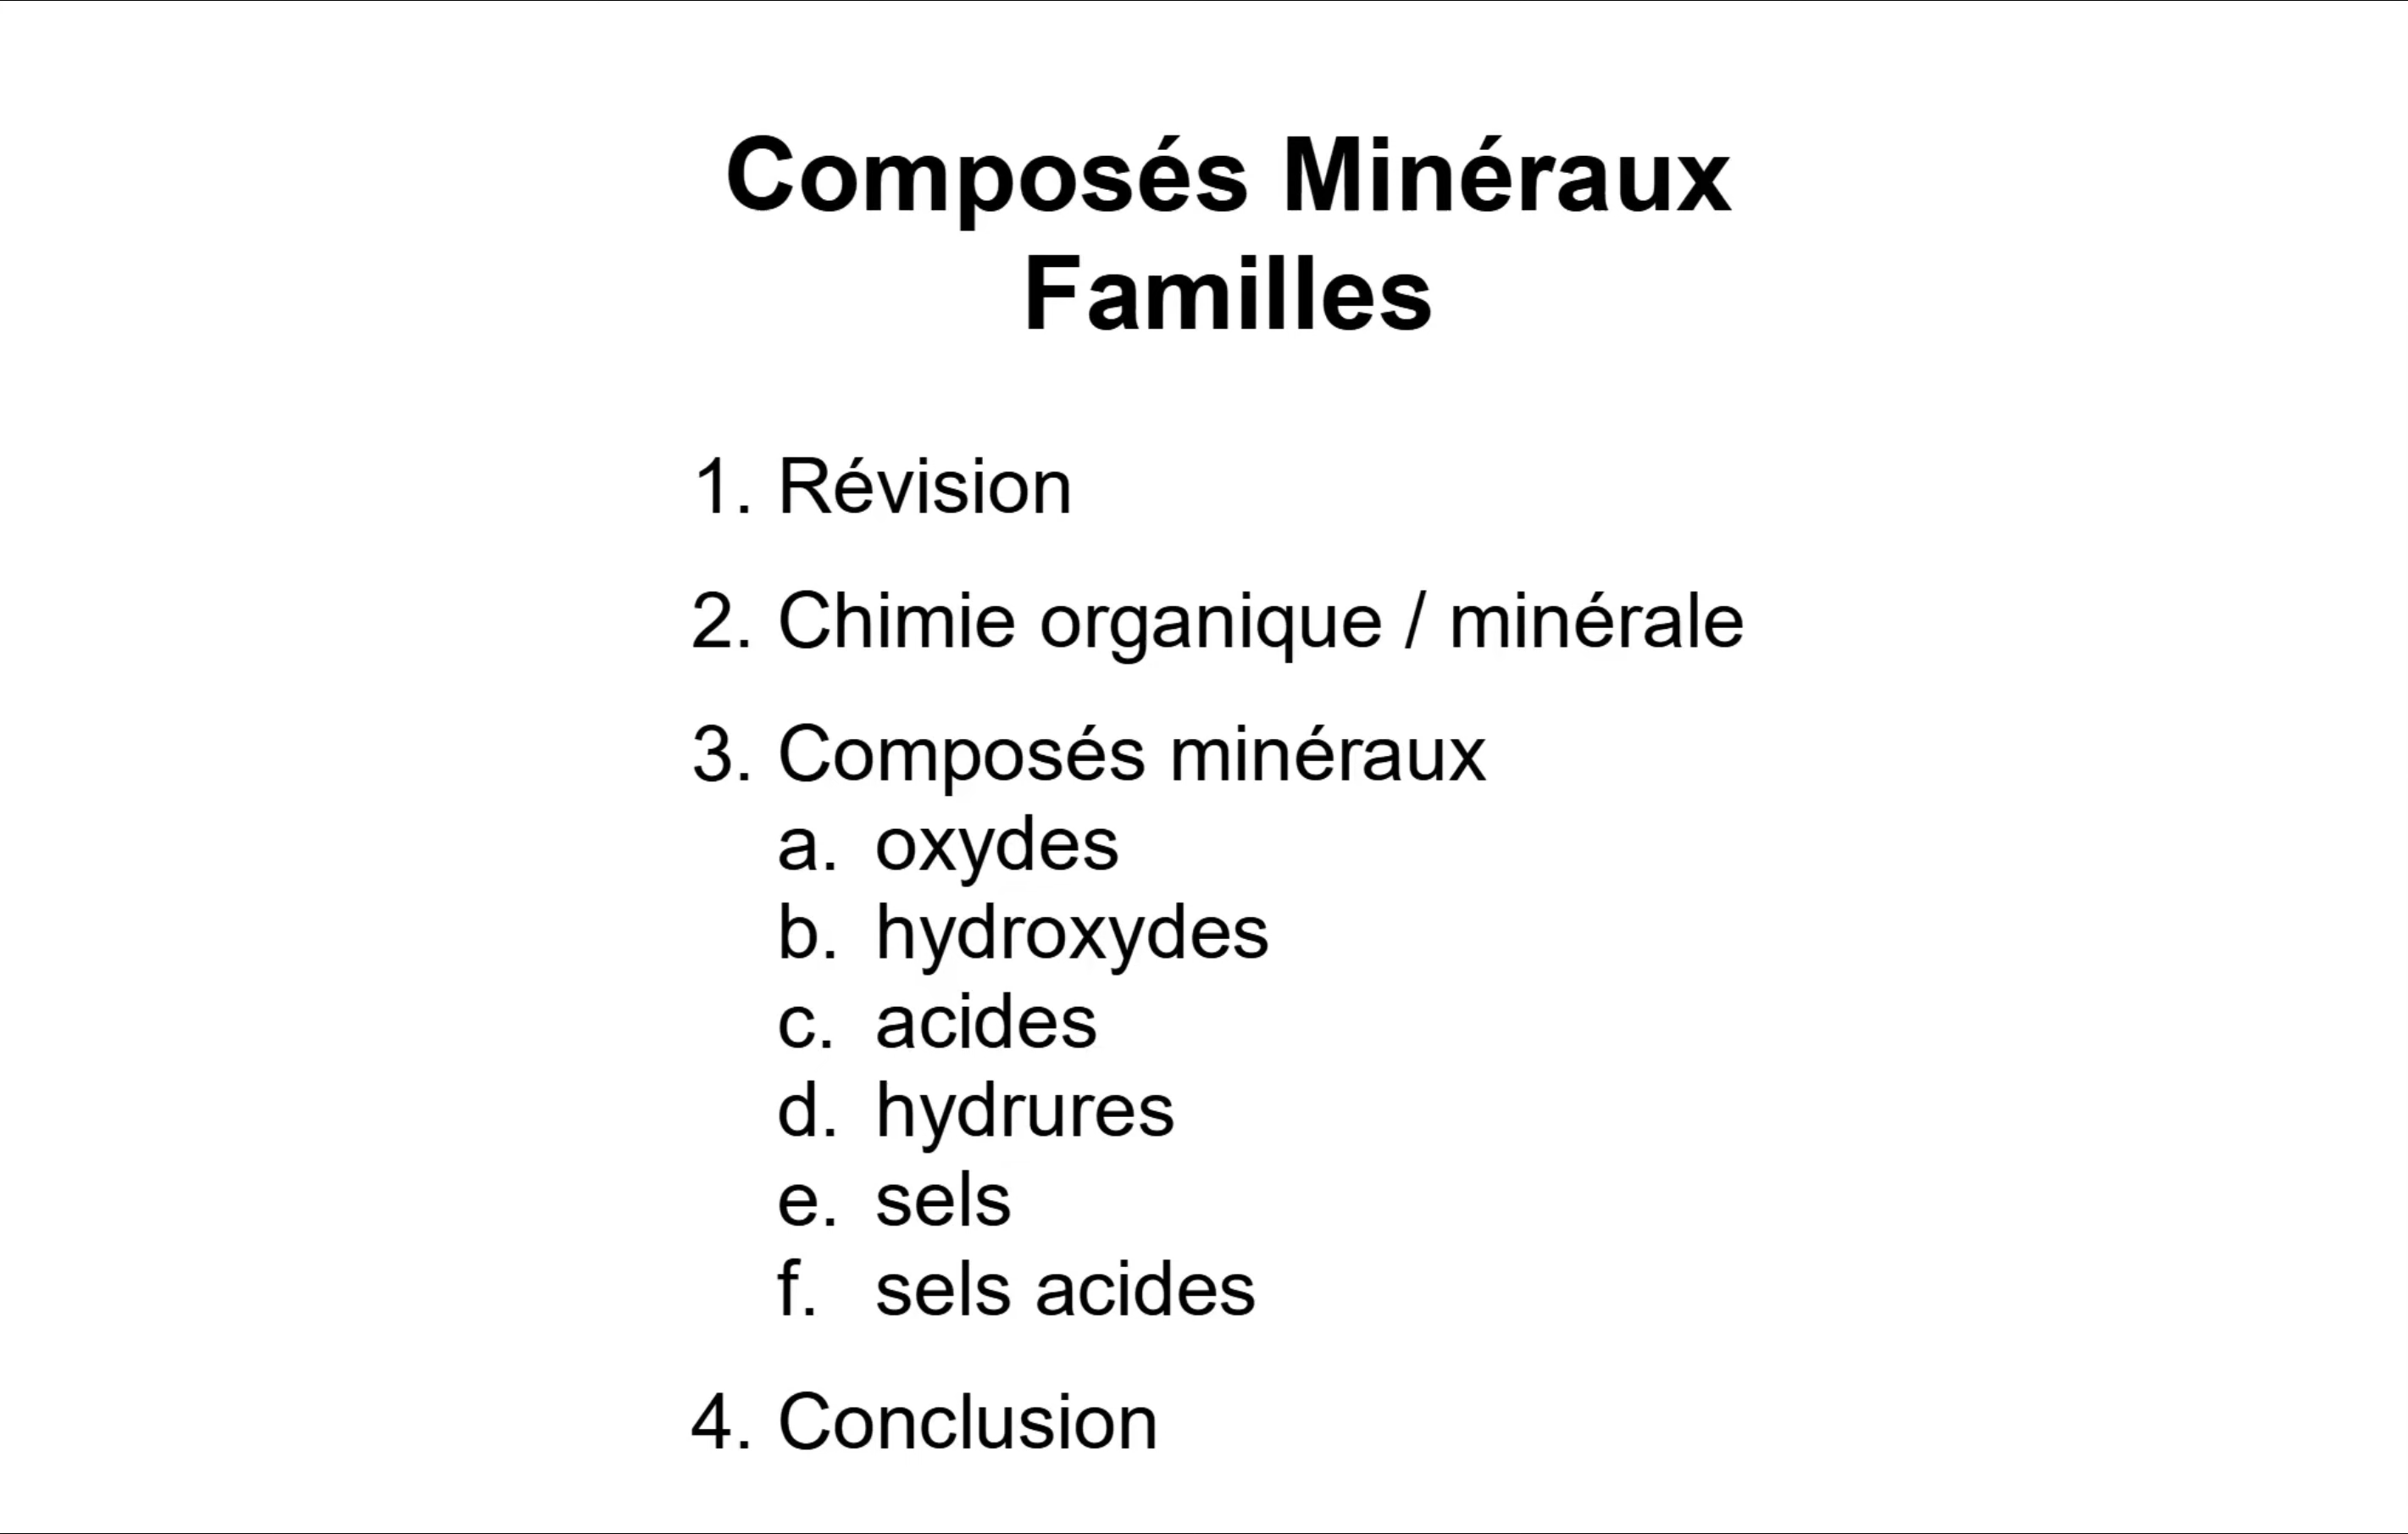 Composés Minéraux
Familles
1. Révision
2. Chimie organique / minérale
3. Composés minéraux
a. oxydes
b. hydroxydes
c. acides
d. hydrures
e. sels
f. sels acides
4. Conclusion